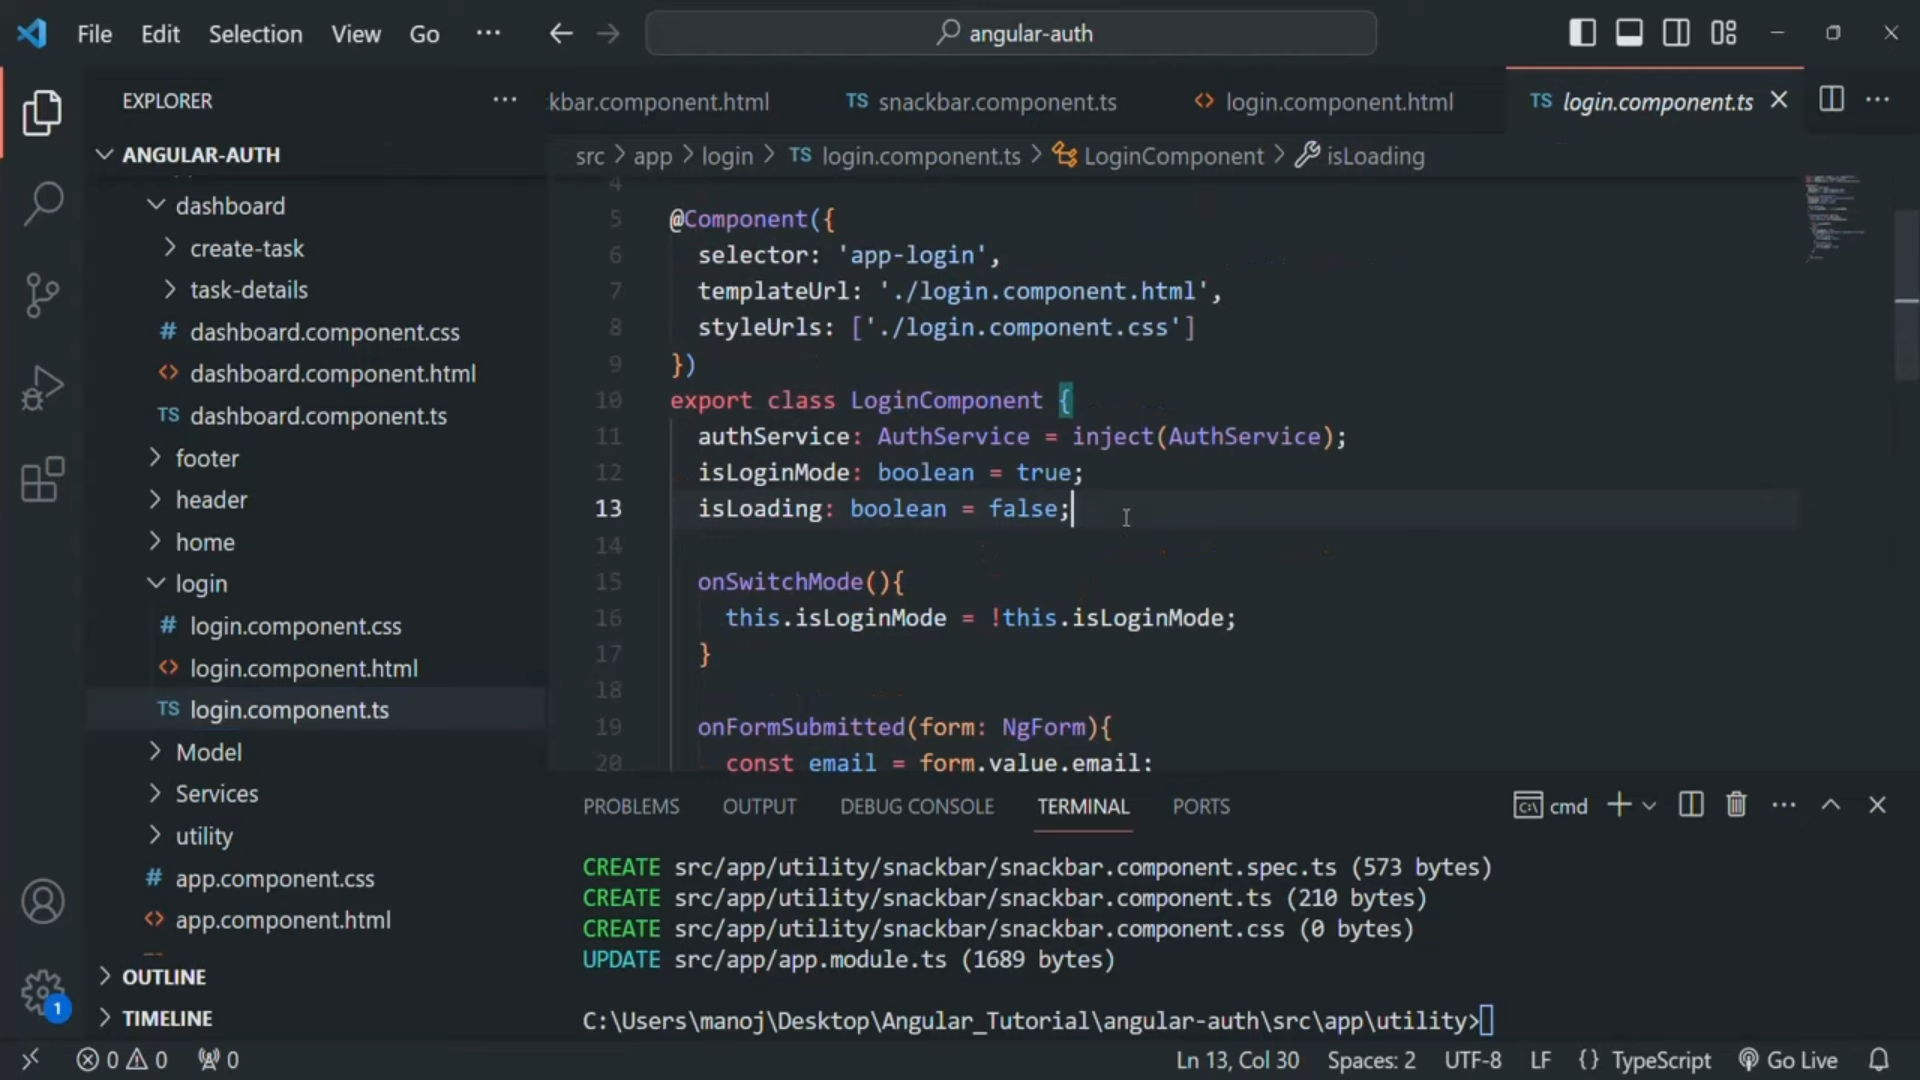 File Edit Selection View Go ··· angular-auth
EXPLORER ···
kbar.component.html TS snackbar.component.ts <> login.component.html TS login.component.ts
ANGULAR-AUTH
src > app > login > TS login.component.ts > LoginComponent > isLoading
dashboard
create-task
task-details
# dashboard.component.css
<> dashboard.component.html
TS dashboard.component.ts
footer
header
home
login
# login.component.css
<> login.component.html
TS login.component.ts
Model
Services
utility
# app.component.css
<> app.component.html
OUTLINE
TIMELINE
1
4
5 @Component({
6 selector: 'app-login',
7 templateUrl: './login.component.html',
8 styleUrls: ['./login.component.css']
9 })
10 export class LoginComponent {
11 authService: AuthService = inject(AuthService);
12 isLoginMode: boolean = true;
13 isLoading: boolean = false;
14
15 onSwitchMode(){
16 this.isLoginMode = !this.isLoginMode;
17 }
18
19 onFormSubmitted(form: NgForm){
20 const email = form.value.email;
PROBLEMS OUTPUT DEBUG CONSOLE TERMINAL PORTS cmd
CREATE src/app/utility/snackbar/snackbar.component.spec.ts (573 bytes)
CREATE src/app/utility/snackbar/snackbar.component.ts (210 bytes)
CREATE src/app/utility/snackbar/snackbar.component.css (0 bytes)
UPDATE src/app/app.module.ts (1689 bytes)
C:\Users\manoj\Desktop\Angular_Tutorial\angular-auth\src\app\utility>
0 0 0 Ln 13, Col 30 Spaces: 2 UTF-8 LF {} TypeScript Go Live